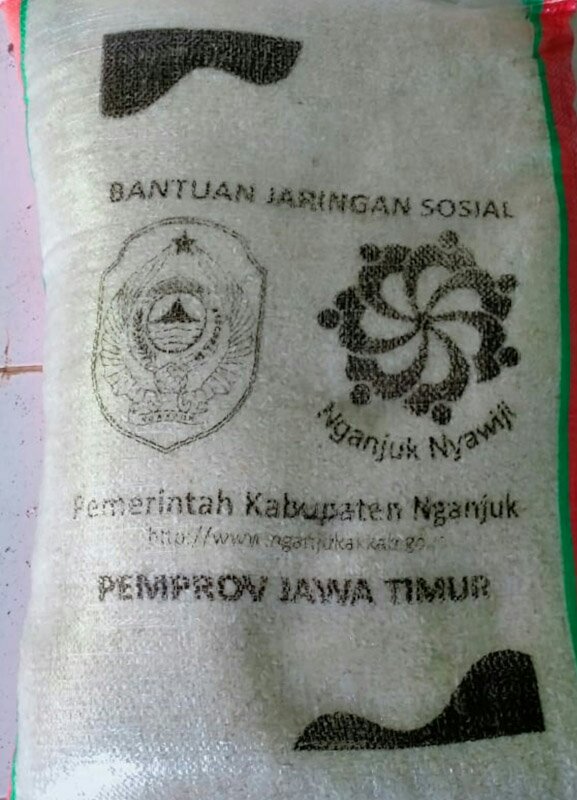 BANTUAN JARINGAN SOSIAL
Nganjuk Nyawiji
Pemerintah Kabupaten Nganjuk
PEMPROV JAWA TIMUR